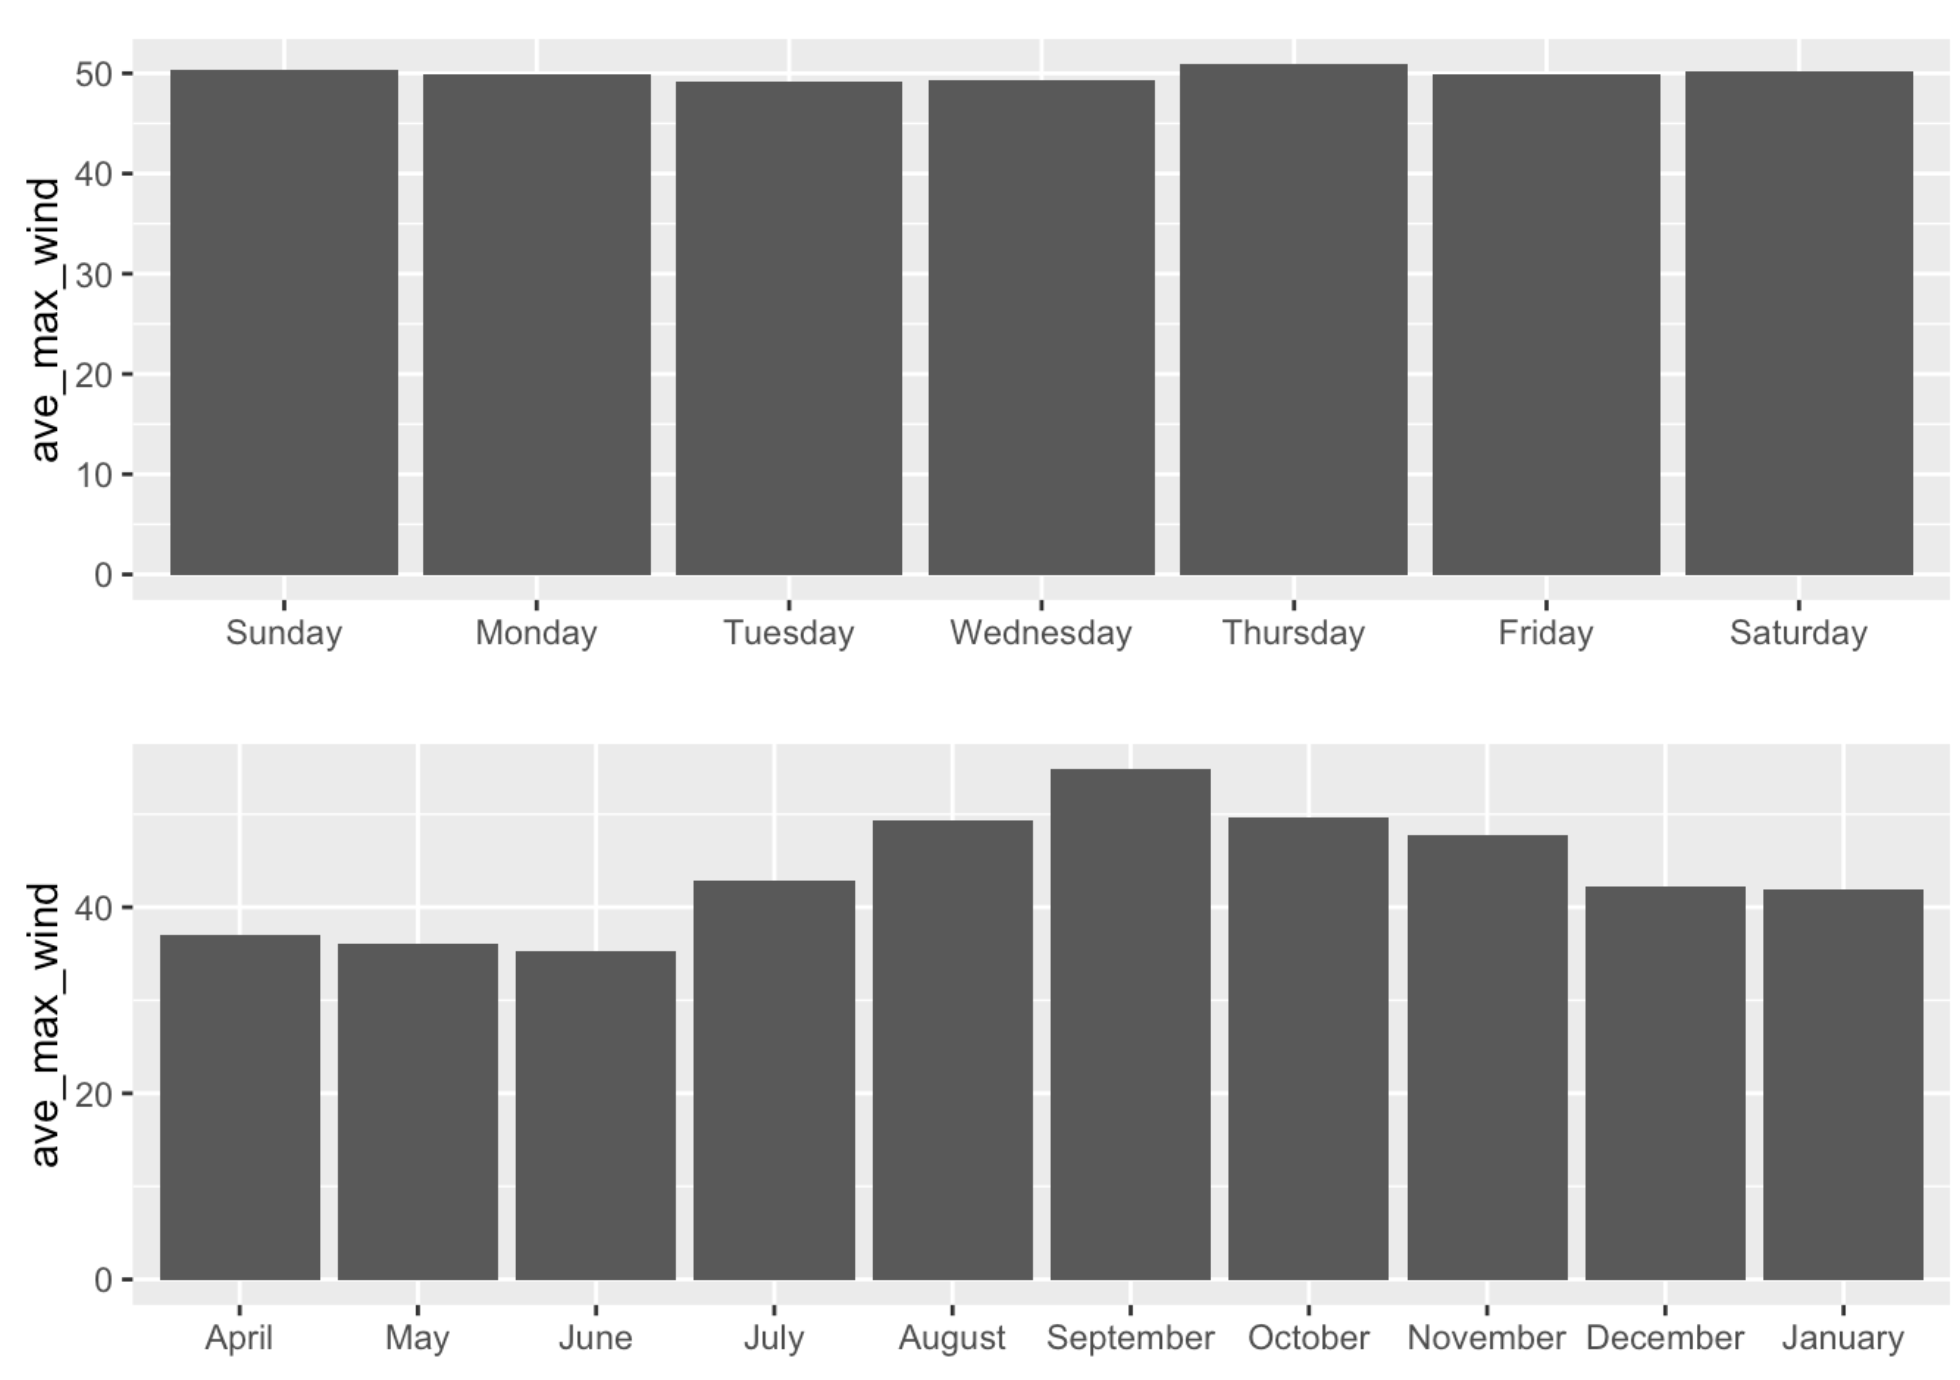 ave_max_wind
50
40
30
20
10
0
Sunday Monday Tuesday Wednesday Thursday Friday Saturday
ave_max_wind
40
20
0
April May June July August September October November December January